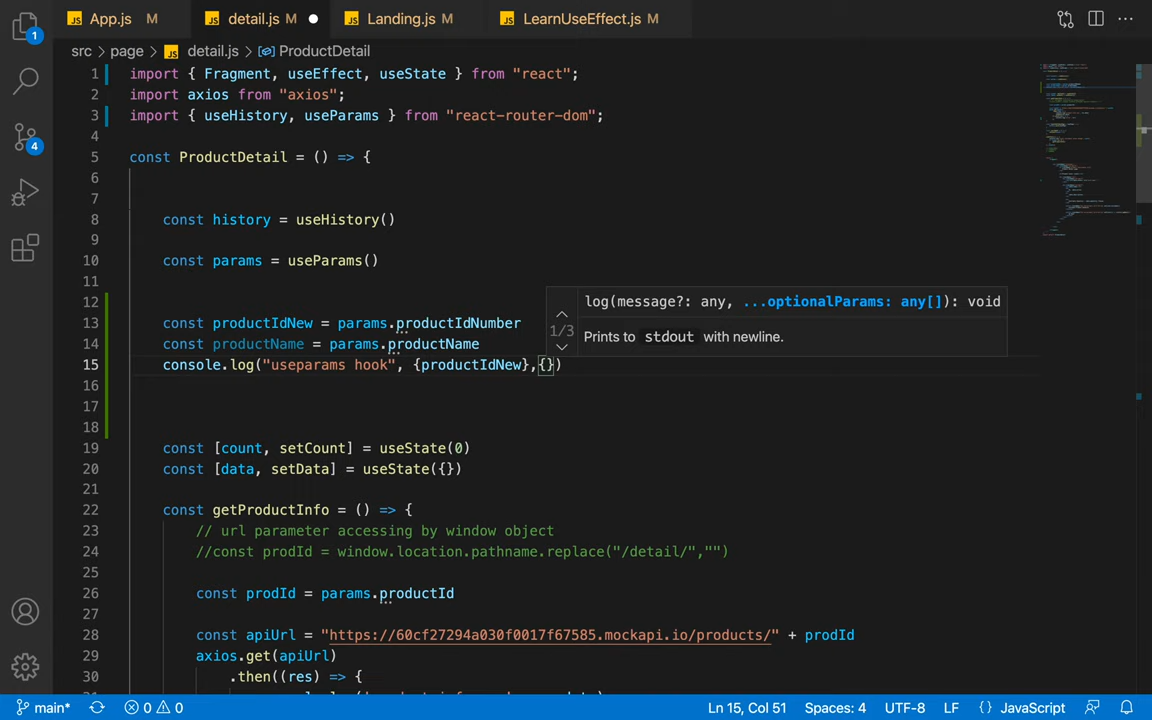 App.js M detail.js M Landing.js M LearnUseEffect.js M
1
src > page > detail.js > ProductDetail
1 import { Fragment, useEffect, useState } from "react";
2 import axios from "axios";
3 import { useHistory, useParams } from "react-router-dom";
4
4
5 const ProductDetail = () => {
6
7
8 const history = useHistory()
9
10 const params = useParams()
11
12
log(message?: any, ...optionalParams: any[]): void
13 const productIdNew = params.productIdNumber
1/3
Prints to stdout with newline.
14 const productName = params.productName
15 console.log("useparams hook", {productIdNew},{})
16
17
18
19 const [count, setCount] = useState(0)
20 const [data, setData] = useState({})
21
22 const getProductInfo = () => {
23 // url parameter accessing by window object
24 //const prodId = window.location.pathname.replace("/detail/","")
25
26 const prodId = params.productId
27
28 const apiUrl = "https://60cf27294a030f0017f67585.mockapi.io/products/" + prodId
29 axios.get(apiUrl)
30 .then((res) => {
main* 0 0 Ln 15, Col 51 Spaces: 4 UTF-8 LF {} JavaScript